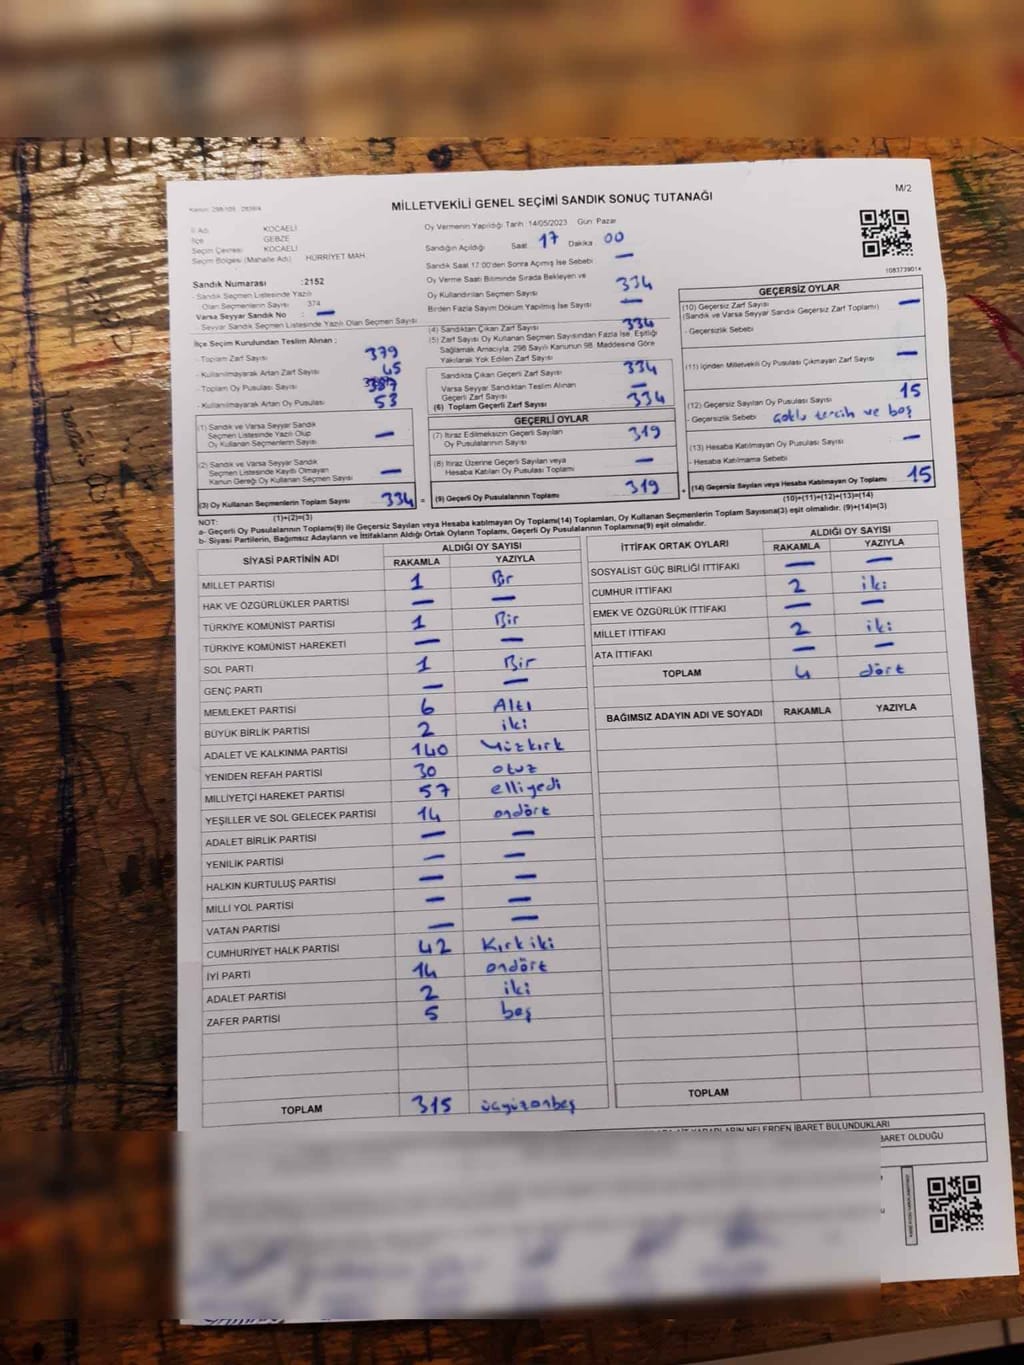 Kanun: 298/105 2839/4
MİLLETVEKİLİ GENEL SEÇİMİ SANDIK SONUÇ TUTANAĞI
M/2
İl Adı KOCAELİ
İlçe GEBZE
Seçim Çevresi KOCAELİ
Seçim Bölgesi (Mahalle Adı) HÜRRİYET MAH.
Sandık Numarası :2152
- Sandık Seçmen Listesinde Yazılı
Olan Seçmenlerin Sayısı 374
Varsa Seyyar Sandık No : —
- Seyyar Sandık Seçmen Listesinde Yazılı Olan Seçmen Sayısı
İlçe Seçim Kurulundan Teslim Alınan :
- Toplam Zarf Sayısı 379
- Kullanılmayarak Artan Zarf Sayısı 45
- Toplam Oy Pusulası Sayısı 387
- Kullanılmayarak Artan Oy Pusulası 53
(1) Sandık ve Varsa Seyyar Sandık
Seçmen Listesinde Yazılı Olup
Oy Kullanan Seçmenlerin Sayısı —
(2) Sandık ve Varsa Seyyar Sandık
Seçmen Listesinde Kayıtlı Olmayan
Kanun Gereği Oy Kullanan Seçmen Sayısı —
(3) Oy Kullanan Seçmenlerin Toplam Sayısı 334 =
(1)+(2)=(3)
Oy Vermenin Yapıldığı Tarih :14/05/2023 Gün: Pazar
Sandığın Açıldığı Saat 17 Dakika 00
Sandık Saat 17:00'den Sonra Açılmış İse Sebebi —
Oy Verme Saati Bitiminde Sırada Bekleyen ve
Oy Kullandırılan Seçmen Sayısı 334
Birden Fazla Sayım Döküm Yapılmış İse Sayısı —
(4) Sandıktan Çıkan Zarf Sayısı 334
(5) Zarf Sayısı Oy Kullanan Seçmen Sayısından Fazla İse, Eşitliği
Sağlamak Amacıyla, 298 Sayılı Kanunun 98. Maddesine Göre
Yakılarak Yok Edilen Zarf Sayısı
Sandıkta Çıkan Geçerli Zarf Sayısı 334
Varsa Seyyar Sandıktan Teslim Alınan
Geçerli Zarf Sayısı —
(6) Toplam Geçerli Zarf Sayısı 334
GEÇERLİ OYLAR
(7) İtiraz Edilmeksizin Geçerli Sayılan
Oy Pusulasının Sayısı 319
(8) İtiraz Üzerine Geçerli Sayılan veya
Hesaba Katılan Oy Pusulası Toplamı —
(9) Geçerli Oy Pusulalarının Toplamı 319 +
1083739014
GEÇERSİZ OYLAR
(10) Geçersiz Zarf Sayısı —
(Sandık ve Varsa Seyyar Sandık Geçersiz Zarf Toplamı)
- Geçersizlik Sebebi
(11) İçinden Milletvekili Oy Pusulası Çıkmayan Zarf Sayısı —
(12) Geçersiz Sayılan Oy Pusulası Sayısı 15
- Geçersizlik Sebebi çoklu tercih ve boş
(13) Hesaba Katılmayan Oy Pusulası Sayısı —
- Hesaba Katılmama Sebebi
(14) Geçersiz Sayılan veya Hesaba Katılmayan Oy Toplamı 15
(10)+(11)+(12)+(13)=(14)
NOT:
a- Geçerli Oy Pusulalarının Toplamı(9) ile Geçersiz Sayılan veya Hesaba katılmayan Oy Toplamı(14) Toplamları, Oy Kullanan Seçmenlerin Toplam Sayısına(3) eşit olmalıdır. (9)+(14)=(3)
b- Siyasi Partilerin, Bağımsız Adayların ve İttifakların Aldığı Ortak Oyların Toplamı, Geçerli Oy Pusulalarının Toplamına(9) eşit olmalıdır.
SİYASİ PARTİNİN ADI ALDIĞI OY SAYISI
RAKAMLA YAZIYLA
MİLLET PARTİSİ 1 Bir
HAK VE ÖZGÜRLÜKLER PARTİSİ — —
TÜRKİYE KOMÜNİST PARTİSİ 1 Bir
TÜRKİYE KOMÜNİST HAREKETİ — —
SOL PARTİ 1 Bir
GENÇ PARTİ — —
MEMLEKET PARTİSİ 6 Altı
BÜYÜK BİRLİK PARTİSİ 2 iki
ADALET VE KALKINMA PARTİSİ 140 Yüzkırk
YENİDEN REFAH PARTİSİ 30 otuz
MİLLİYETÇİ HAREKET PARTİSİ 57 elliyedi
YEŞİLLER VE SOL GELECEK PARTİSİ 14 ondört
ADALET BİRLİK PARTİSİ — —
YENİLİK PARTİSİ — —
HALKIN KURTULUŞ PARTİSİ — —
MİLLİ YOL PARTİSİ — —
VATAN PARTİSİ — —
CUMHURİYET HALK PARTİSİ 42 Kırkiki
İYİ PARTİ 14 ondört
ADALET PARTİSİ 2 iki
ZAFER PARTİSİ 5 beş
TOPLAM 315 üçyüzonbeş
İTTİFAK ORTAK OYLARI ALDIĞI OY SAYISI
RAKAMLA YAZIYLA
SOSYALİST GÜÇ BİRLİĞİ İTTİFAKI — —
CUMHUR İTTİFAKI 2 iki
EMEK VE ÖZGÜRLÜK İTTİFAKI — —
MİLLET İTTİFAKI 2 iki
ATA İTTİFAKI — —
TOPLAM 4 dört
BAĞIMSIZ ADAYIN ADI VE SOYADI RAKAMLA YAZIYLA
TOPLAM
NELERDEN İBARET BULUNDUKLARI
İBARET OLDUĞU